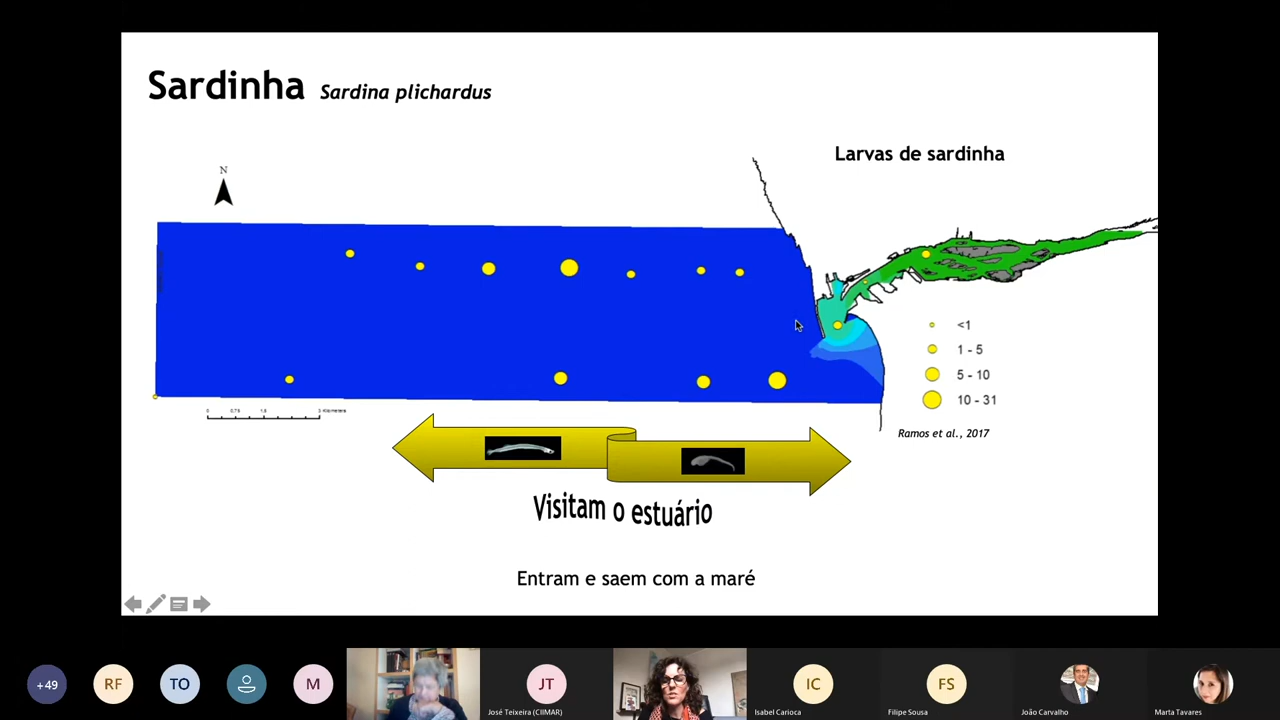 Sardinha Sardina plichardus
Larvas de sardinha
N
<1
1 - 5
5 - 10
10 - 31
Ramos et al., 2017
Visitam o estuário
Entram e saem com a maré
+49
RF
TO
M
JT
José Teixeira (CIIMAR)
IC
Isabel Carioca
FS
Filipe Sousa
João Carvalho
Marta Tavares